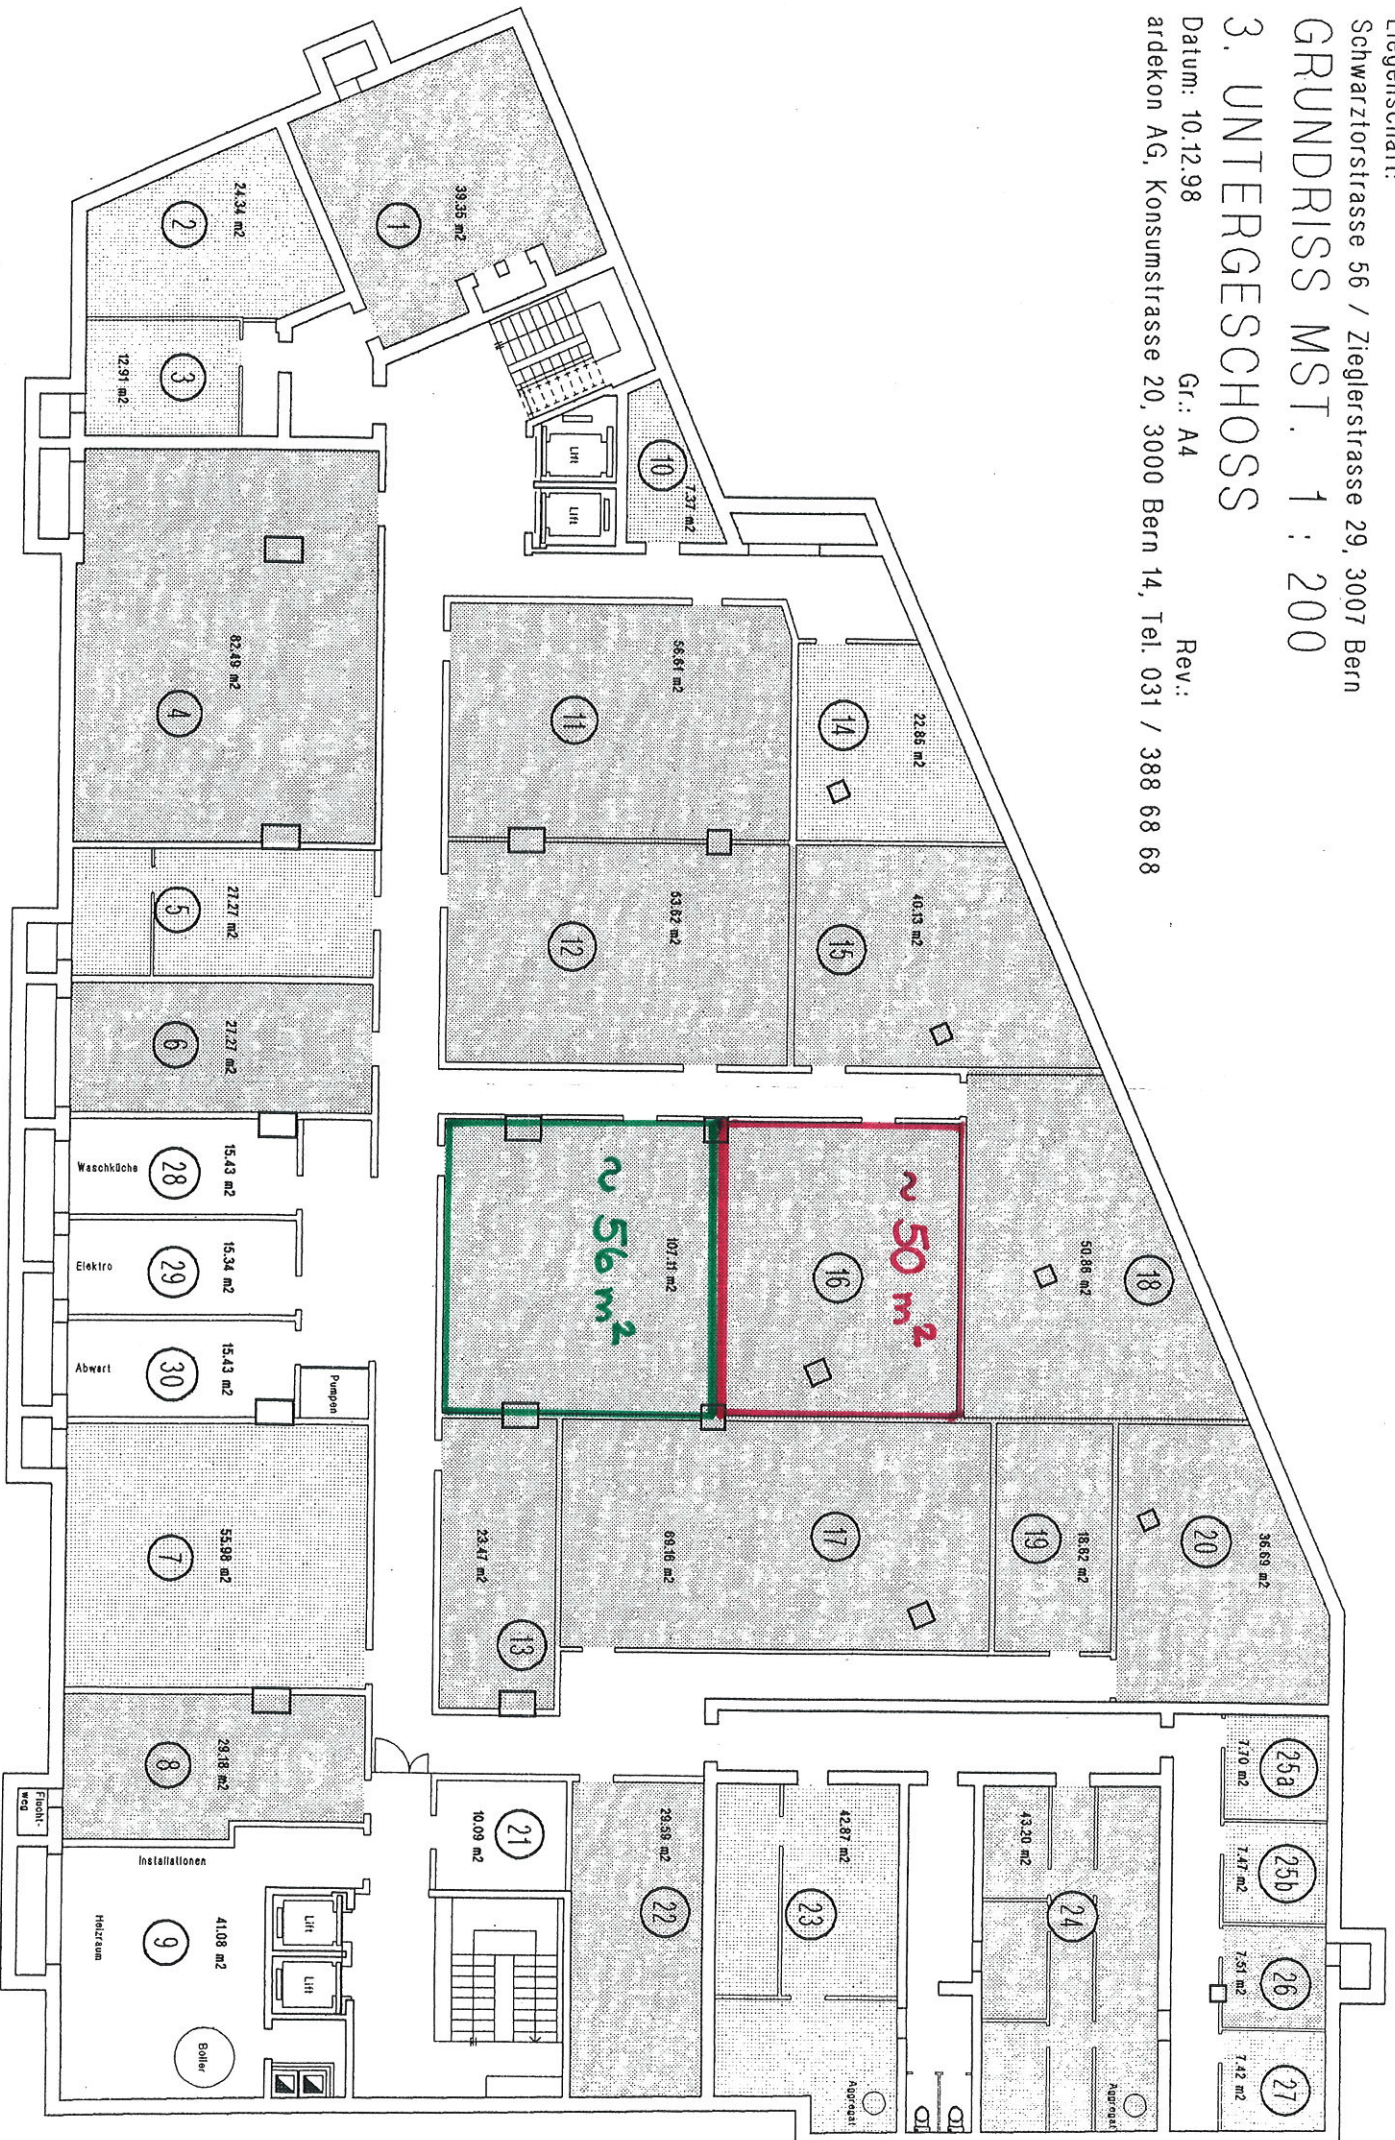 Liegenschaft:
Schwarztorstrasse 56 / Zieglerstrasse 29, 3007 Bern
GRUNDRISS MST. 1 : 200
3. UNTERGESCHOSS
Datum: 10.12.98 Gr.: A4 Rev.:
ardekon AG, Konsumstrasse 20, 3000 Bern 14, Tel. 031 / 388 68 68
39.35 m2
1
24.34 m2
2
3
12.91 m2
82.49 m2
4
27.27 m2
5
27.27 m2
6
15.43 m2
28
Waschküche
15.34 m2
29
Elektro
15.43 m2
30
Abwart
Pumpen
55.98 m2
7
29.18 m2
8
Flucht-
weg
Installationen
41.08 m2
9
Heizraum
Lift
Lift
Boiler
10
7.37 m2
Lift
Lift
56.61 m2
11
53.62 m2
12
22.85 m2
14
40.13 m2
15
~ 50 m²
16
107.11 m2
~ 56 m²
18
50.86 m2
23.47 m2
13
69.16 m2
17
18.62 m2
19
36.69 m2
20
21
10.09 m2
29.59 m2
22
42.87 m2
23
Aggregat
43.20 m2
24
Aggregat
25a
7.70 m2
25b
7.47 m2
26
7.51 m2
27
7.42 m2